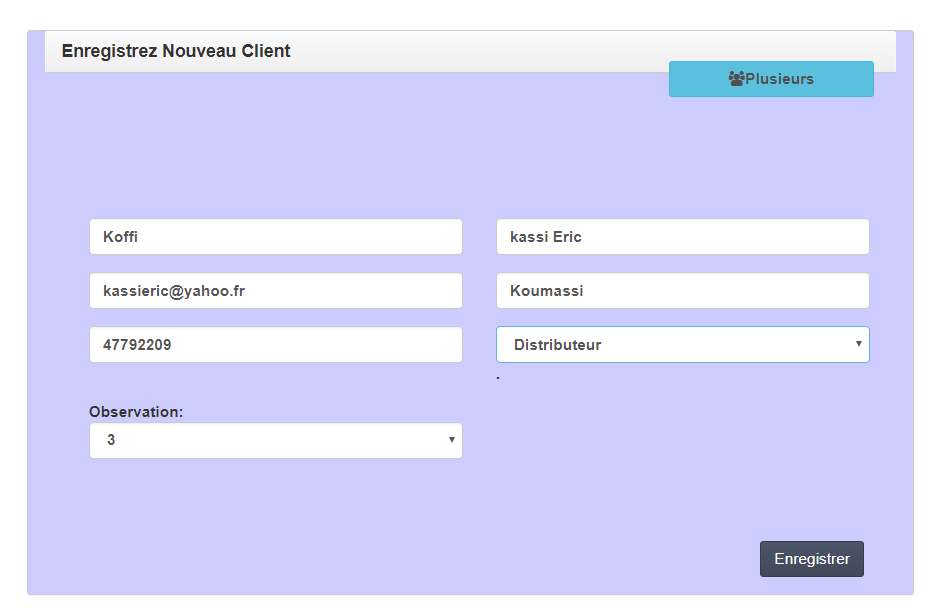 Enregistrez Nouveau Client
Plusieurs
Koffi
kassi Eric
kassieric@yahoo.fr
Koumassi
47792209
Distributeur
.
Observation:
3
Enregistrer